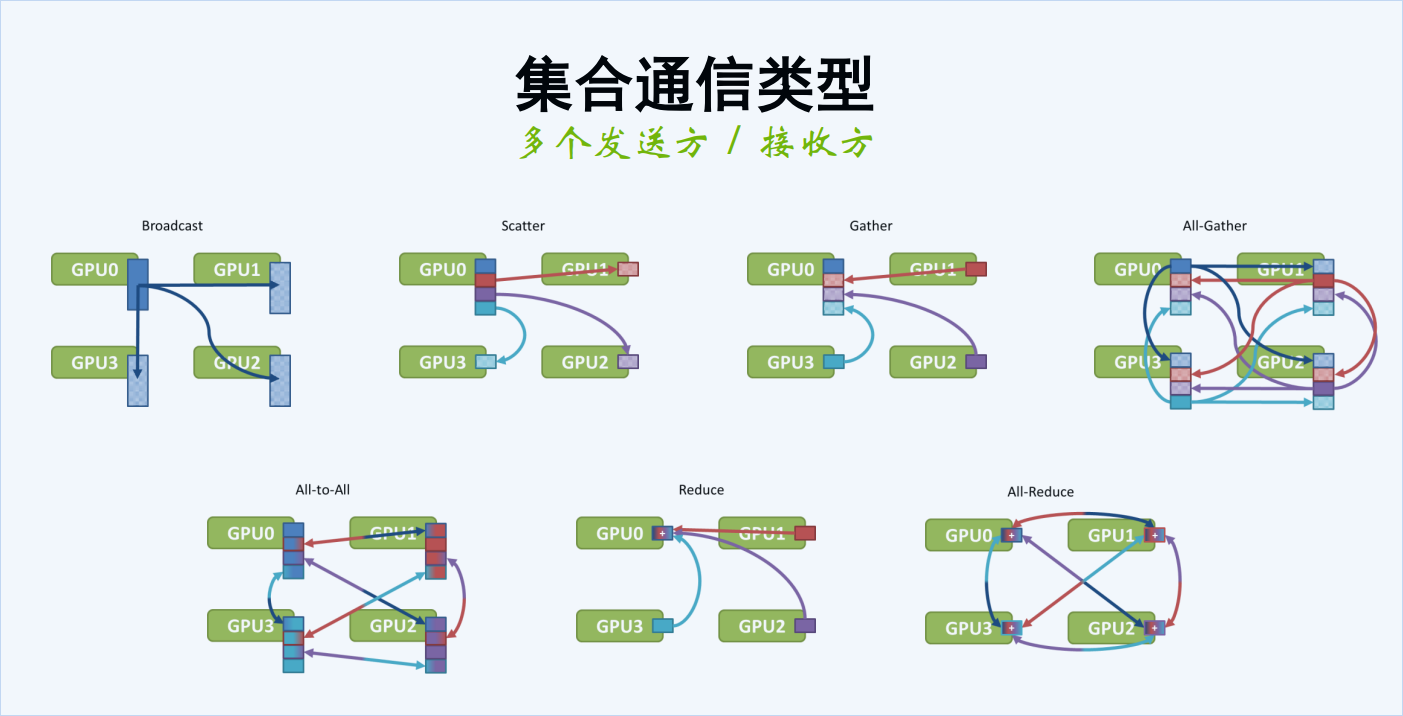 集合通信类型
多个发送方 / 接收方
Broadcast
GPU0
GPU1
GPU3
GPU2
Scatter
GPU0
GPU1
GPU3
GPU2
Gather
GPU0
GPU1
GPU3
GPU2
All-Gather
GPU0
GPU1
GPU3
GPU2
All-to-All
GPU0
GPU1
GPU3
GPU2
Reduce
GPU0
+
GPU1
GPU3
GPU2
All-Reduce
GPU0
+
GPU1
+
GPU3
+
GPU2
+